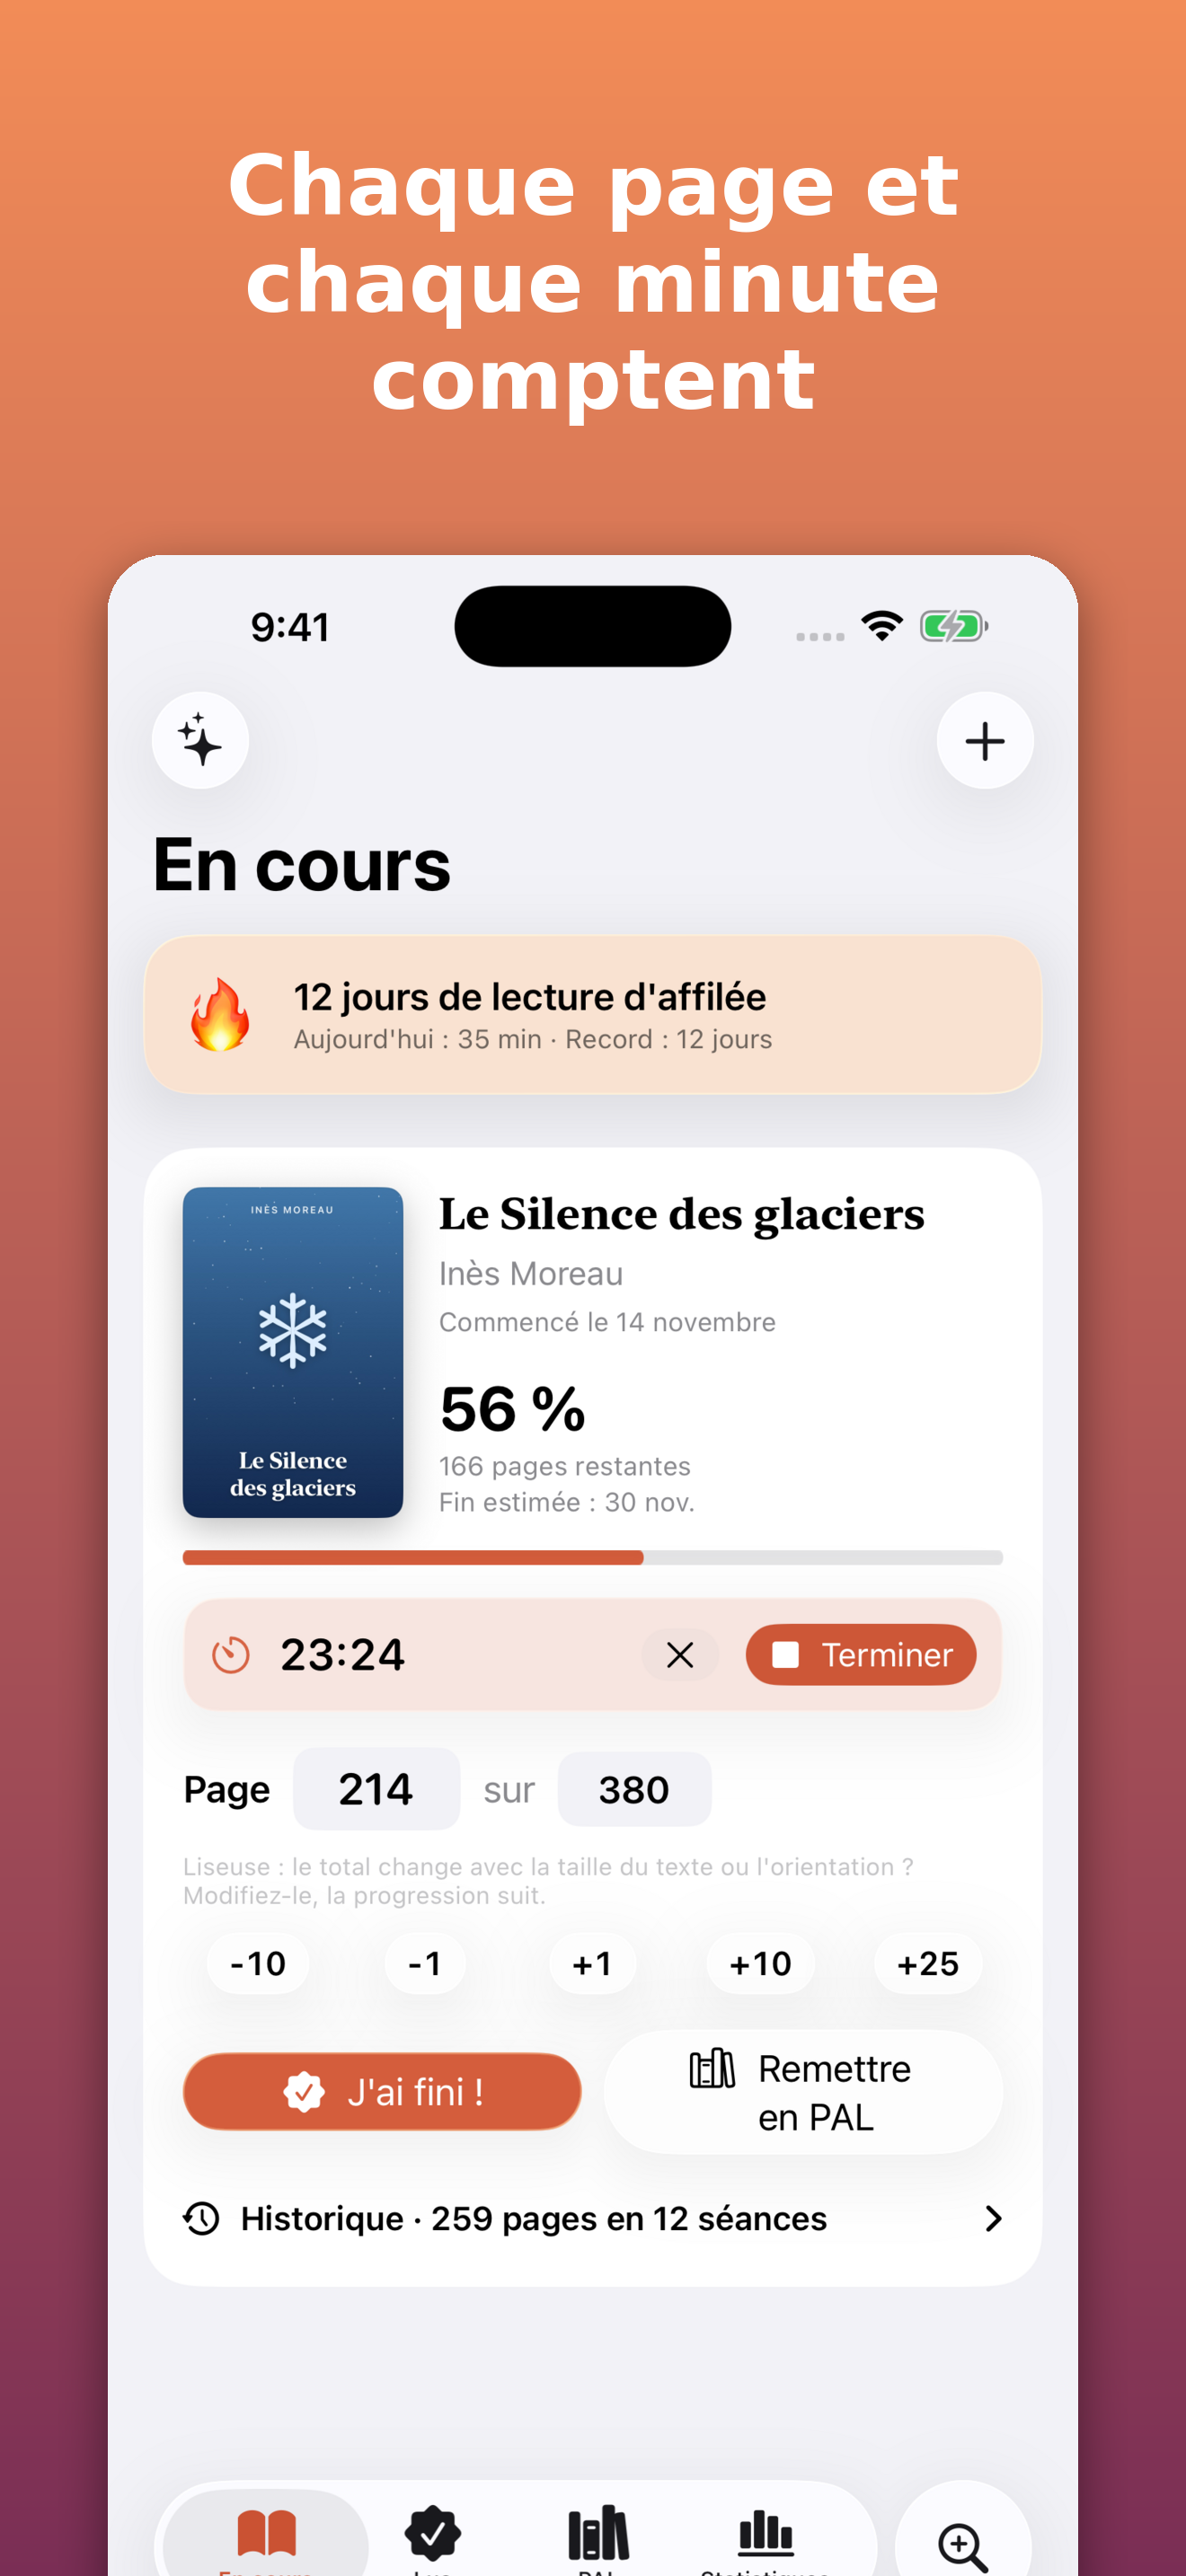 Chaque page et
chaque minute
comptent
9:41
En cours
12 jours de lecture d'affilée
Aujourd'hui : 35 min · Record : 12 jours
INÈS MOREAU
Le Silence
des glaciers
Le Silence des glaciers
Inès Moreau
Commencé le 14 novembre
56 %
166 pages restantes
Fin estimée : 30 nov.
23:24
Terminer
Page 214 sur 380
Liseuse : le total change avec la taille du texte ou l'orientation ?
Modifiez-le, la progression suit.
-10 -1 +1 +10 +25
J'ai fini !
Remettre
en PAL
Historique · 259 pages en 12 séances